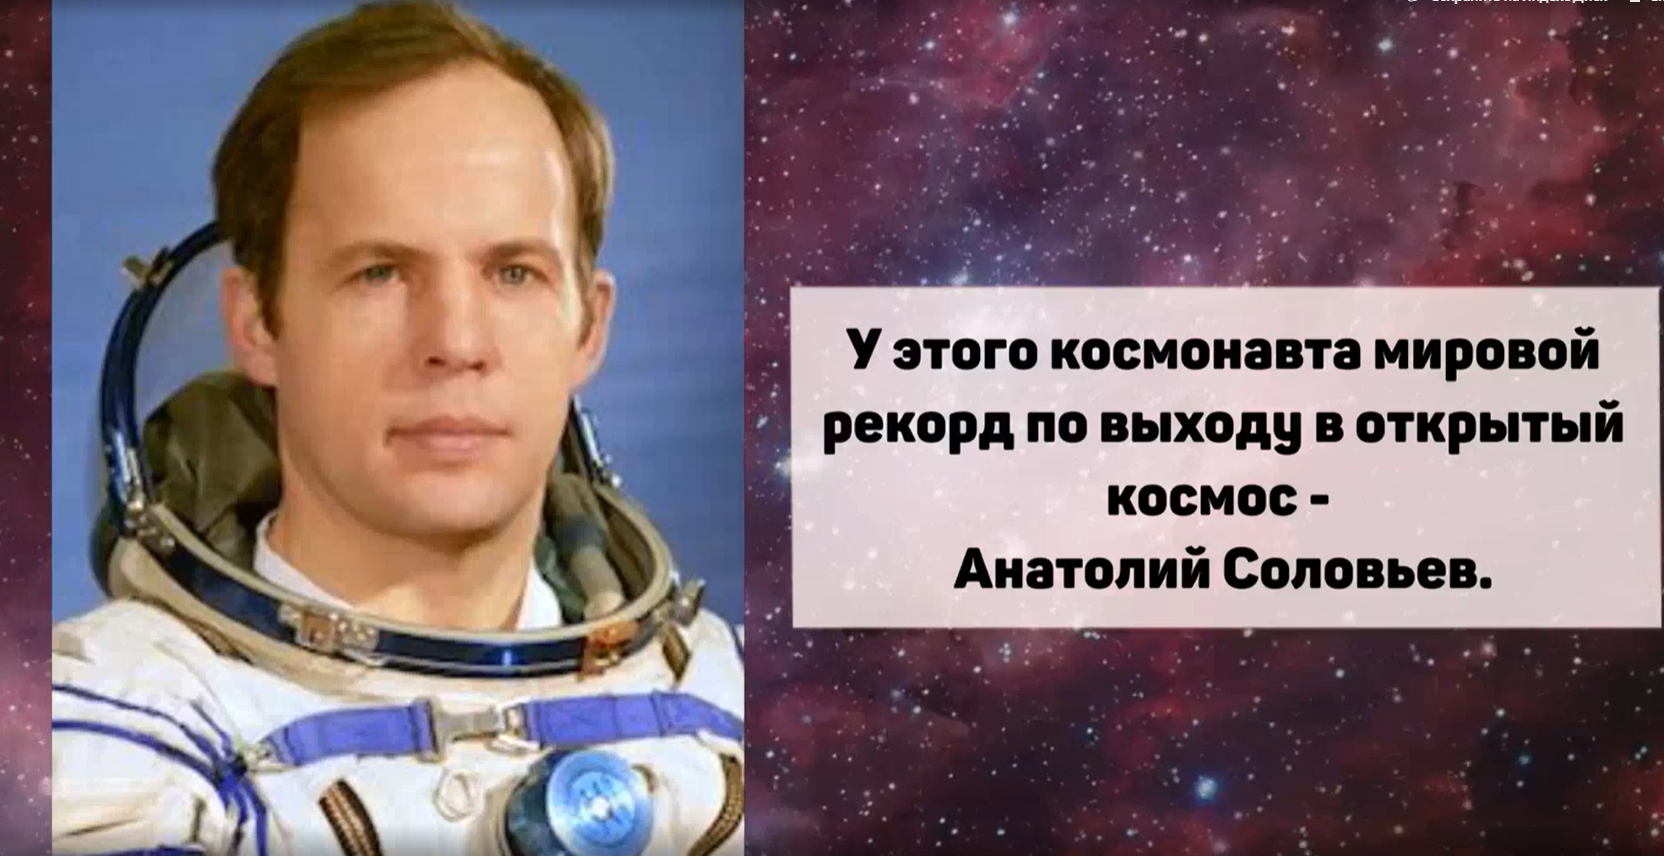 У этого космонавта мировой
рекорд по выходу в открытый
космос -
Анатолий Соловьев.